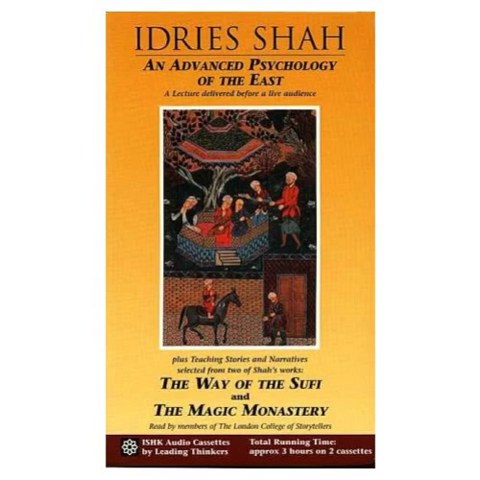 IDRIES SHAH
AN ADVANCED PSYCHOLOGY
OF THE EAST
A Lecture delivered before a live audience
plus Teaching Stories and Narratives
selected from two of Shah's works:
THE WAY OF THE SUFI
and
THE MAGIC MONASTERY
Read by members of The London College of Storytellers
ISHK Audio Cassettes
by Leading Thinkers
Total Running Time:
approx 3 hours on 2 cassettes